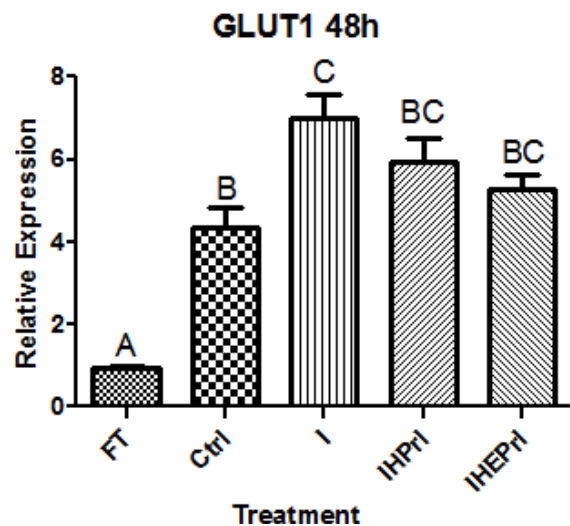 GLUT1 48h
Relative Expression
8
6
4
2
0
A
B
C
BC
BC
FT
Ctrl
I
IHPrl
IHEPrl
Treatment